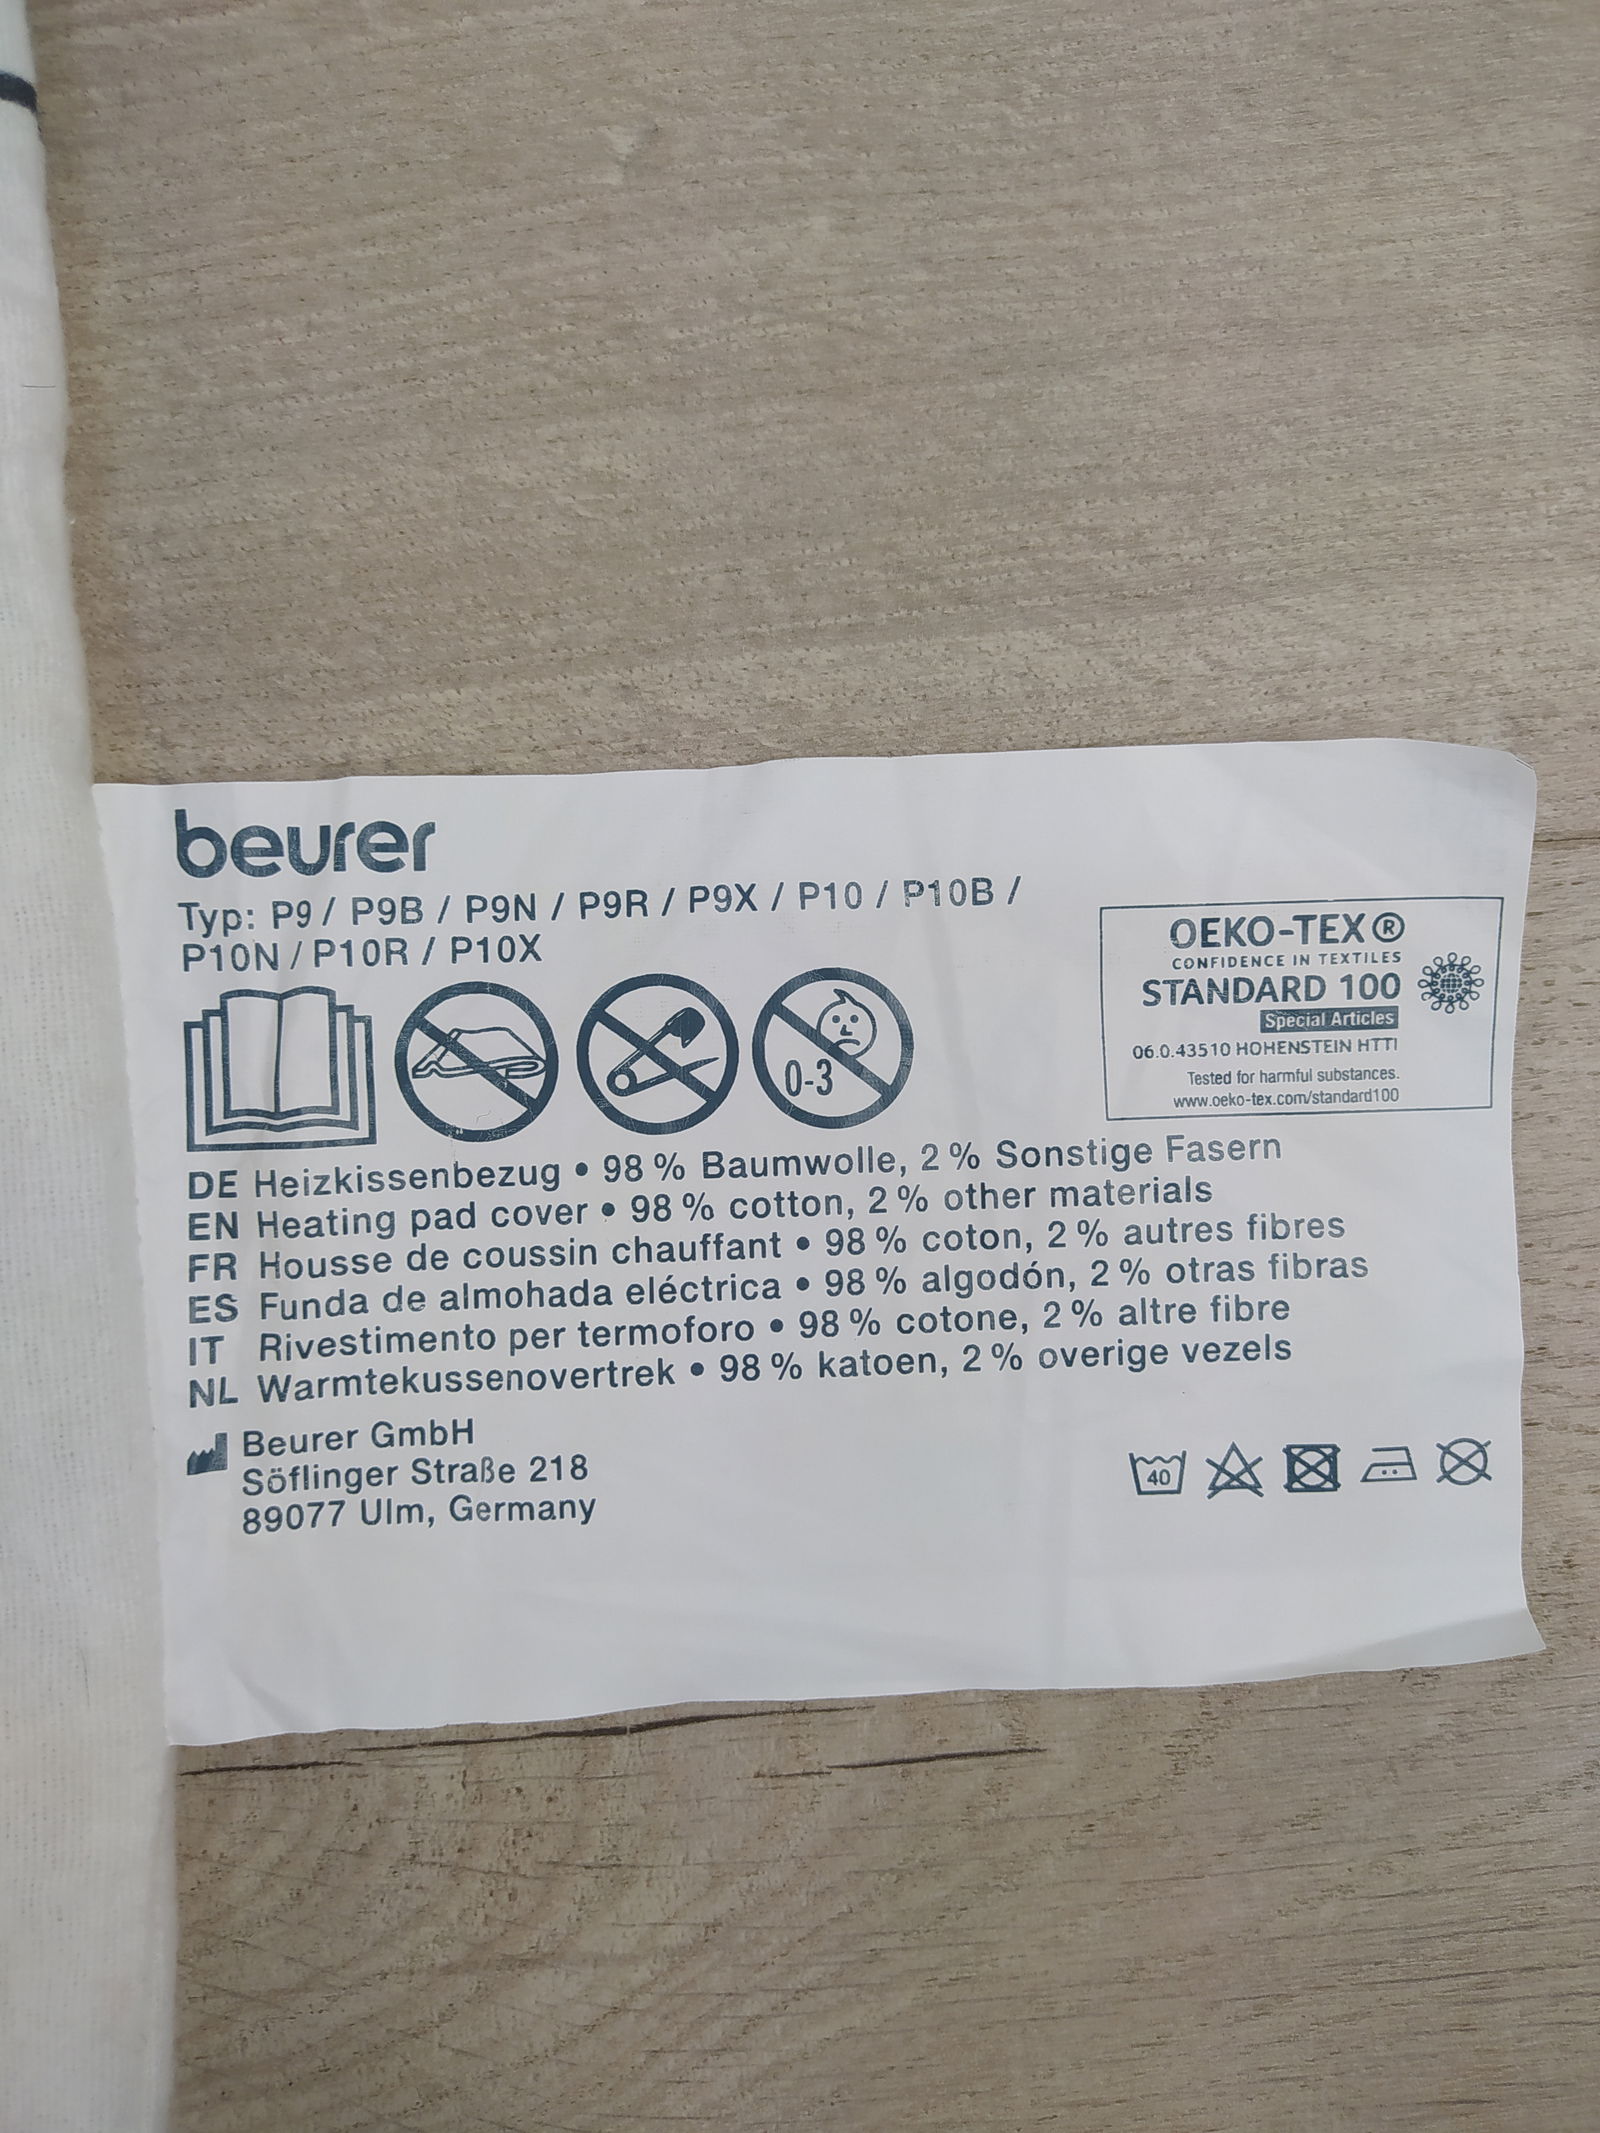 beurer
Typ: P9 / P9B / P9N / P9R / P9X / P10 / P10B /
P10N / P10R / P10X
0-3
OEKO-TEX®
CONFIDENCE IN TEXTILES
STANDARD 100
Special Articles
06.0.43510 HOHENSTEIN HTTI
Tested for harmful substances.
www.oeko-tex.com/standard100
DE Heizkissenbezug • 98 % Baumwolle, 2 % Sonstige Fasern
EN Heating pad cover • 98 % cotton, 2 % other materials
FR Housse de coussin chauffant • 98 % coton, 2 % autres fibres
ES Funda de almohada eléctrica • 98 % algodón, 2 % otras fibras
IT Rivestimento per termoforo • 98 % cotone, 2 % altre fibre
NL Warmtekussenovertrek • 98 % katoen, 2 % overige vezels
Beurer GmbH
Söflinger Straße 218
89077 Ulm, Germany
40